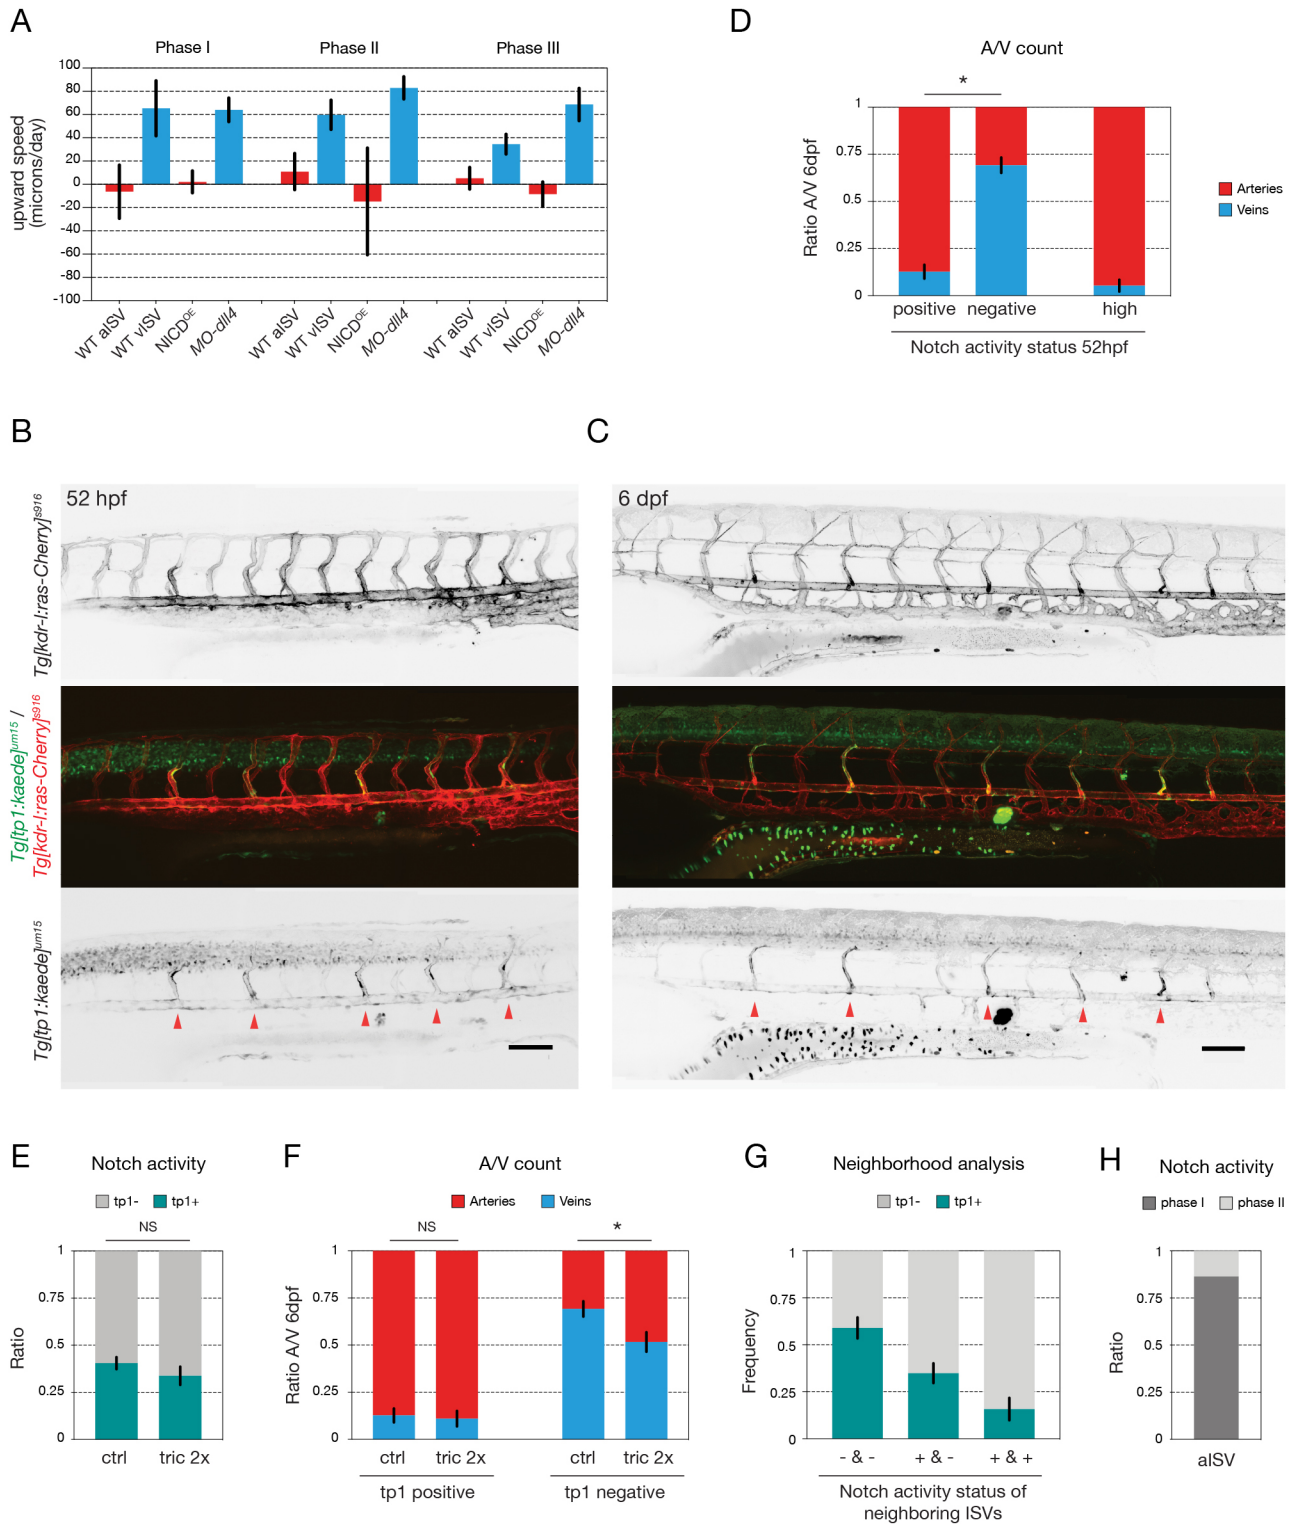 A
Phase I
Phase II
Phase III
upward speed
(microns/day)
100
80
60
40
20
0
-20
-40
-60
-80
-100
WT aISV
WT vISV
NICD^OE
MO-dll4
WT aISV
WT vISV
NICD^OE
MO-dll4
WT aISV
WT vISV
NICD^OE
MO-dll4
D
A/V count
*
Ratio A/V 6dpf
1
0.75
0.5
0.25
0
positive
negative
high
Notch activity status 52hpf
Arteries
Veins
B
52 hpf
Tg[kdr-l:ras-Cherry]^s916
Tg[tp1:kaede]^um15 /
Tg[kdr-l:ras-Cherry]^s916
Tg[tp1:kaede]^um15
C
6 dpf
E
Notch activity
tp1-
tp1+
NS
Ratio
1
0.75
0.5
0.25
0
ctrl
tric 2x
F
A/V count
Arteries
Veins
NS
*
Ratio A/V 6dpf
1
0.75
0.5
0.25
0
ctrl
tric 2x
ctrl
tric 2x
tp1 positive
tp1 negative
G
Neighborhood analysis
tp1-
tp1+
Frequency
1
0.75
0.5
0.25
0
- & -
+ & -
+ & +
Notch activity status of
neighboring ISVs
H
Notch activity
phase I
phase II
Ratio
1
0.75
0.5
0.25
0
aISV